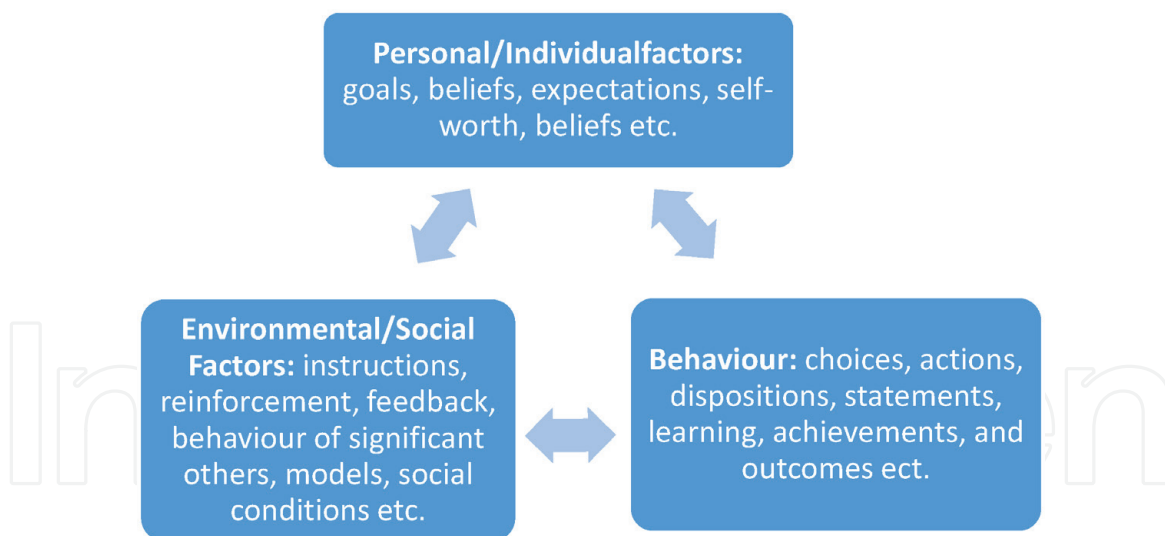 Personal/Individualfactors:
goals, beliefs, expectations, self-
worth, beliefs etc.
Environmental/Social
Factors: instructions,
reinforcement, feedback,
behaviour of significant
others, models, social
conditions etc.
Behaviour: choices, actions,
dispositions, statements,
learning, achievements, and
outcomes ect.